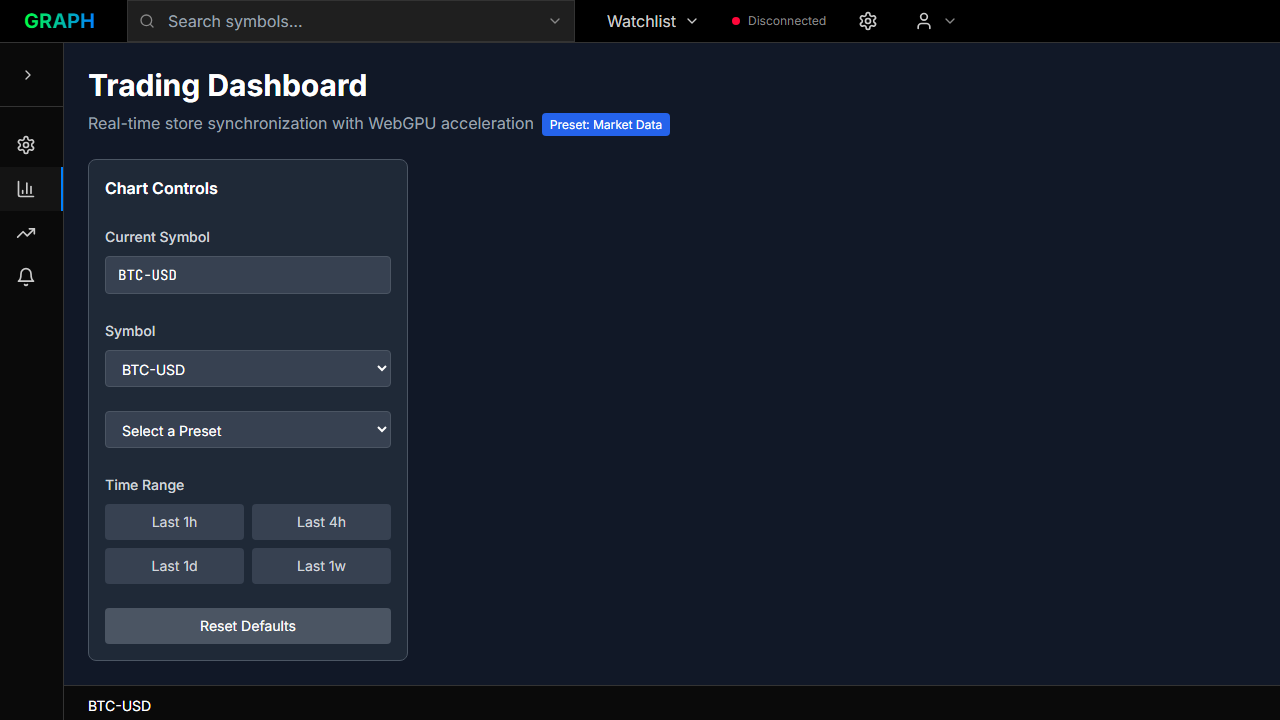 GRAPH
Search symbols...
Watchlist
Disconnected
Trading Dashboard
Real-time store synchronization with WebGPU acceleration
Preset: Market Data
Chart Controls
Current Symbol
BTC-USD
Symbol
BTC-USD
Select a Preset
Time Range
Last 1h
Last 4h
Last 1d
Last 1w
Reset Defaults
BTC-USD